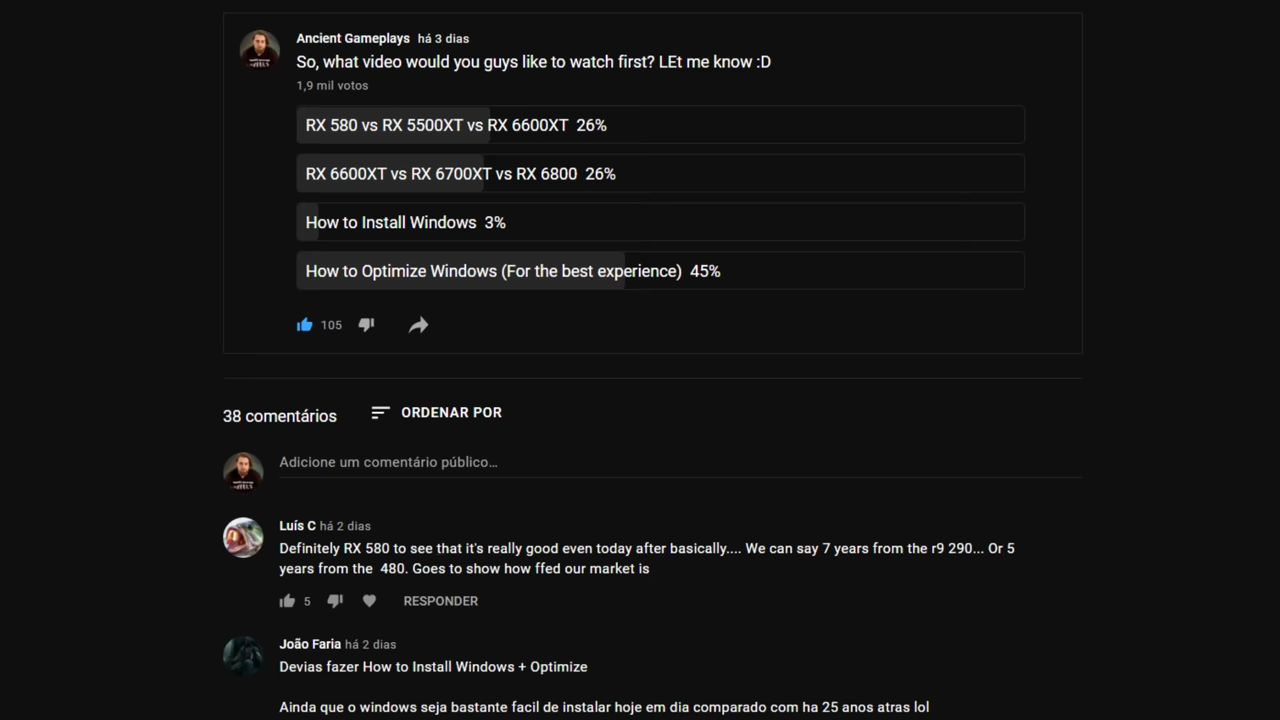 Ancient Gameplays há 3 dias
So, what video would you guys like to watch first? LEt me know :D
1,9 mil votos
RX 580 vs RX 5500XT vs RX 6600XT 26%
RX 6600XT vs RX 6700XT vs RX 6800 26%
How to Install Windows 3%
How to Optimize Windows (For the best experience) 45%
105
38 comentários ORDENAR POR
Adicione um comentário público...
Luís C há 2 dias
Definitely RX 580 to see that it's really good even today after basically.... We can say 7 years from the r9 290... Or 5
years from the 480. Goes to show how ffed our market is
5 RESPONDER
João Faria há 2 dias
Devias fazer How to Install Windows + Optimize
Ainda que o windows seja bastante facil de instalar hoje em dia comparado com ha 25 anos atras lol